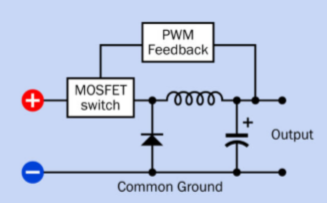 PWM
Feedback
MOSFET
switch
+
Output
Common Ground